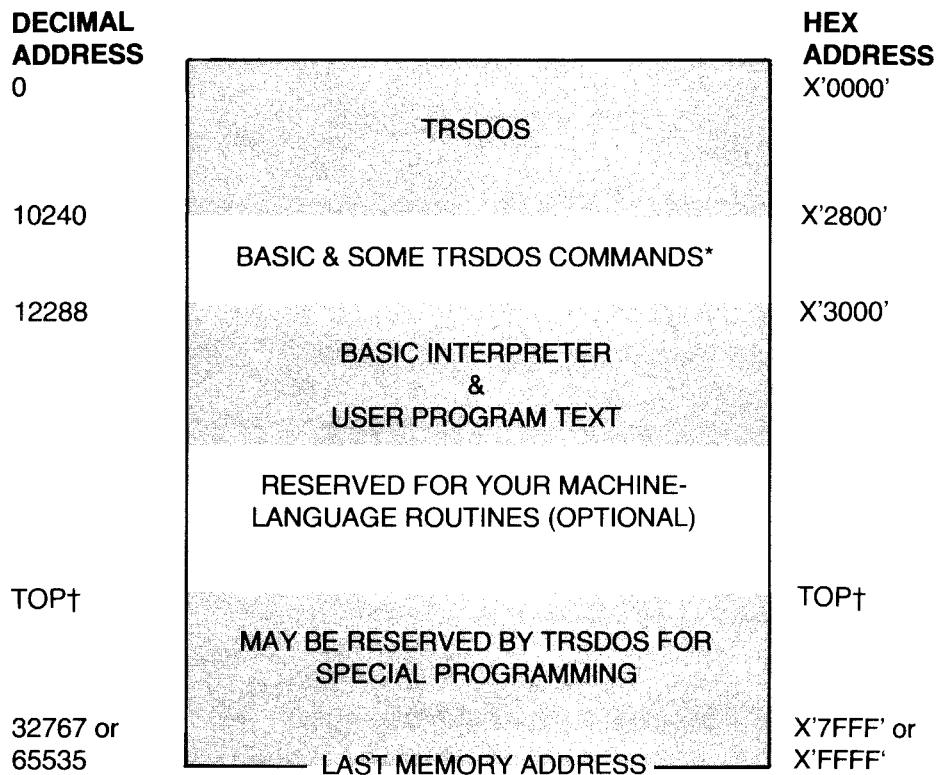 DECIMAL
ADDRESS
HEX
ADDRESS
0
X'0000'
TRSDOS
10240
X'2800'
BASIC & SOME TRSDOS COMMANDS*
12288
X'3000'
BASIC INTERPRETER
&
USER PROGRAM TEXT
RESERVED FOR YOUR MACHINE-
LANGUAGE ROUTINES (OPTIONAL)
TOP†
TOP†
MAY BE RESERVED BY TRSDOS FOR
SPECIAL PROGRAMMING
32767 or
65535
X'7FFF' or
X'FFFF'
LAST MEMORY ADDRESS